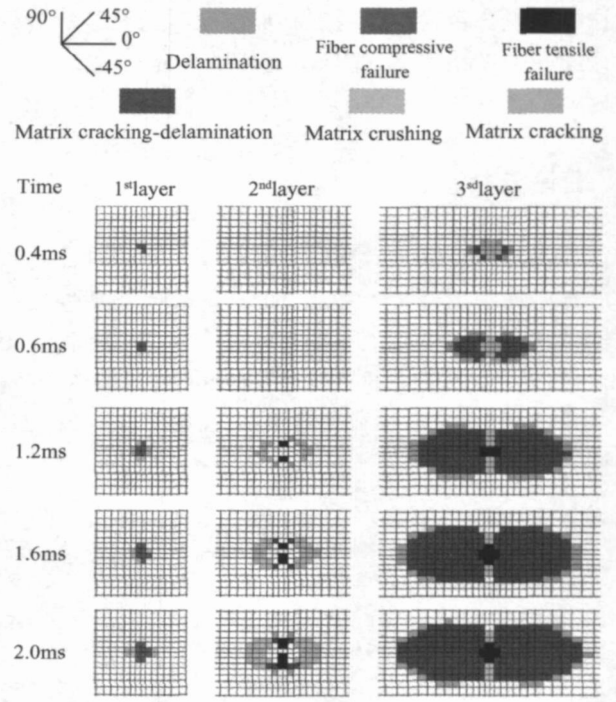 90° 45°
0°
-45°
Delamination
Fiber compressive
failure
Fiber tensile
failure
Matrix cracking-delamination Matrix crushing Matrix cracking
Time 1stlayer 2ndlayer 3sdlayer
0.4ms
0.6ms
1.2ms
1.6ms
2.0ms